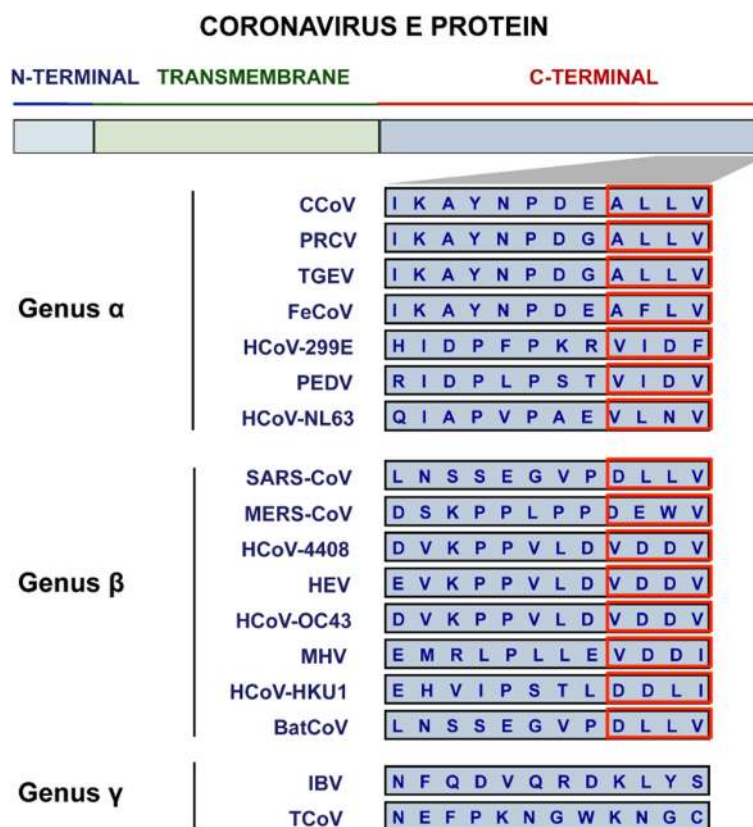 CORONAVIRUS E PROTEIN
N-TERMINAL TRANSMEMBRANE C-TERMINAL
Genus α
CCoV I K A Y N P D E A L L V
PRCV I K A Y N P D G A L L V
TGEV I K A Y N P D G A L L V
FeCoV I K A Y N P D E A F L V
HCoV-299E H I D P F P K R V I D F
PEDV R I D P L P S T V I D V
HCoV-NL63 Q I A P V P A E V L N V
Genus β
SARS-CoV L N S S E G V P D L L V
MERS-CoV D S K P P L P P D E W V
HCoV-4408 D V K P P V L D V D D V
HEV E V K P P V L D V D D V
HCoV-OC43 D V K P P V L D V D D V
MHV E M R L P L L E V D D I
HCoV-HKU1 E H V I P S T L D D L I
BatCoV L N S S E G V P D L L V
Genus γ
IBV N F Q D V Q R D K L Y S
TCoV N E F P K N G W K N G C